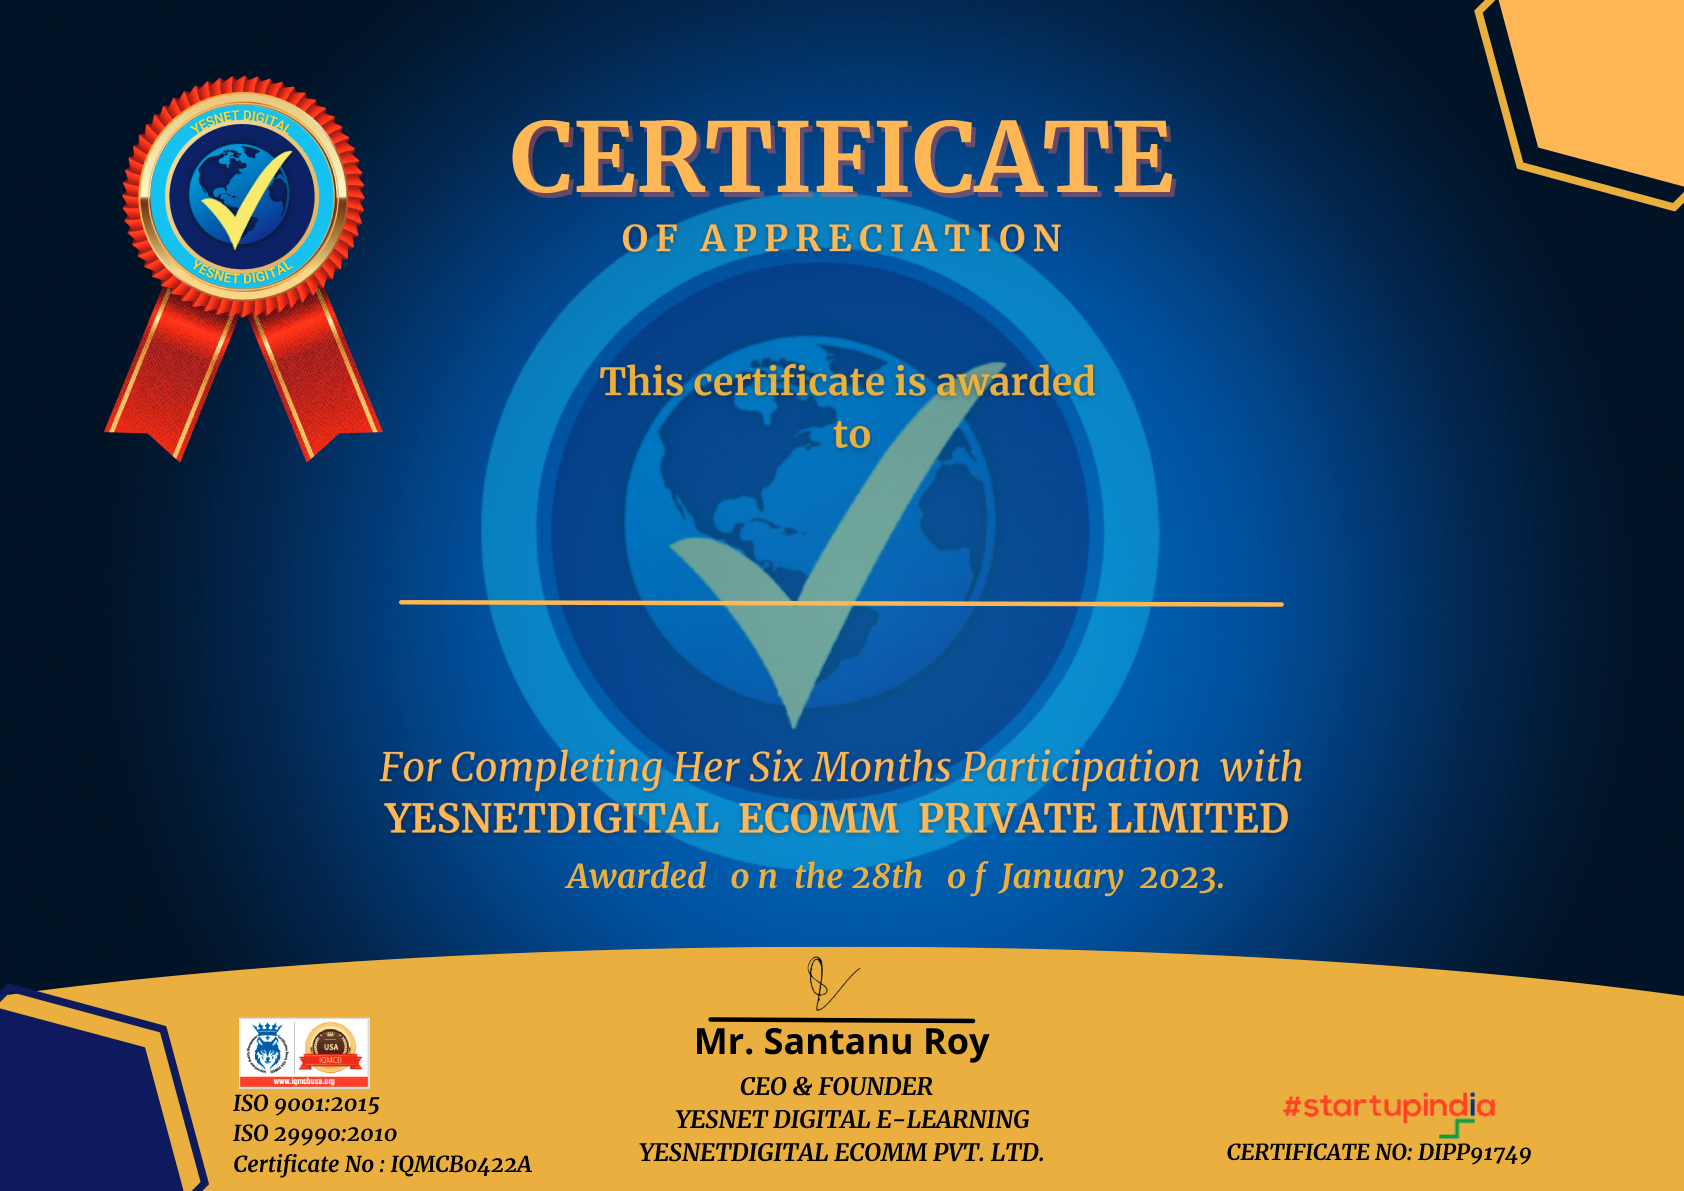 YESNET DIGITAL
YESNET DIGITAL
CERTIFICATE
OF APPRECIATION
This certificate is awarded
to
For Completing Her Six Months Participation with
YESNETDIGITAL ECOMM PRIVATE LIMITED
Awarded on the 28th of January 2023.
Mr. Santanu Roy
CEO & FOUNDER
YESNET DIGITAL E-LEARNING
YESNETDIGITAL ECOMM PVT. LTD.
USA
IQMCB
www.iqmcbusa.org
ISO 9001:2015
ISO 29990:2010
Certificate No : IQMCB0422A
#startupindia
CERTIFICATE NO: DIPP91749